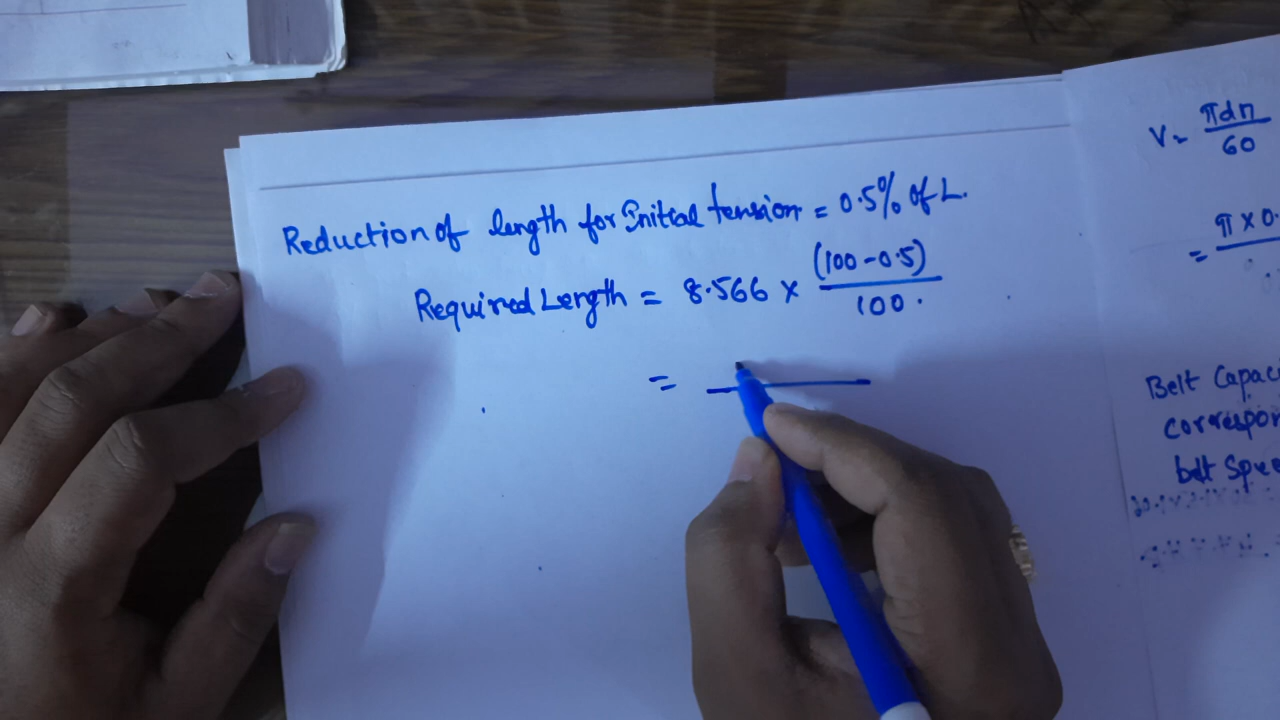 Reduction of length for Initial tension = 0.5% of L.
Required Length = 8.566 × (100-0.5)
100.
=
V = πdn
60
= π × 0.
Belt Capac
correspon
belt Spee